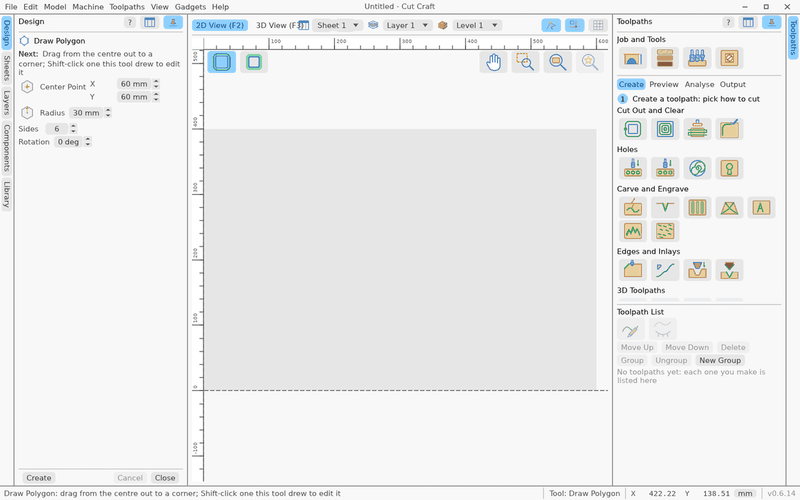 Untitled - Cut Craft
File Edit Model Machine Toolpaths View Gadgets Help
Design
Sheets
Layers
Components
Library
Design
?
Draw Polygon
Next: Drag from the centre out to a
corner; Shift-click one this tool drew to edit
it
Center Point X 60 mm
Y 60 mm
Radius 30 mm
Sides 6
Rotation 0 deg
Create Cancel Close
2D View (F2) 3D View (F3) Sheet 1 Layer 1 Level 1
0 100 200 300 400 500 600
500
400
300
200
100
0
-100
Toolpaths
?
Job and Tools
Create Preview Analyse Output
1 Create a toolpath: pick how to cut
Cut Out and Clear
Holes
Carve and Engrave
A
Edges and Inlays
3D Toolpaths
Toolpath List
Move Up Move Down Delete
Group Ungroup New Group
No toolpaths yet: each one you make is
listed here
Toolpaths
Draw Polygon: drag from the centre out to a corner; Shift-click one this tool drew to edit it
Tool: Draw Polygon X 422.22 Y 138.51 mm v0.6.14